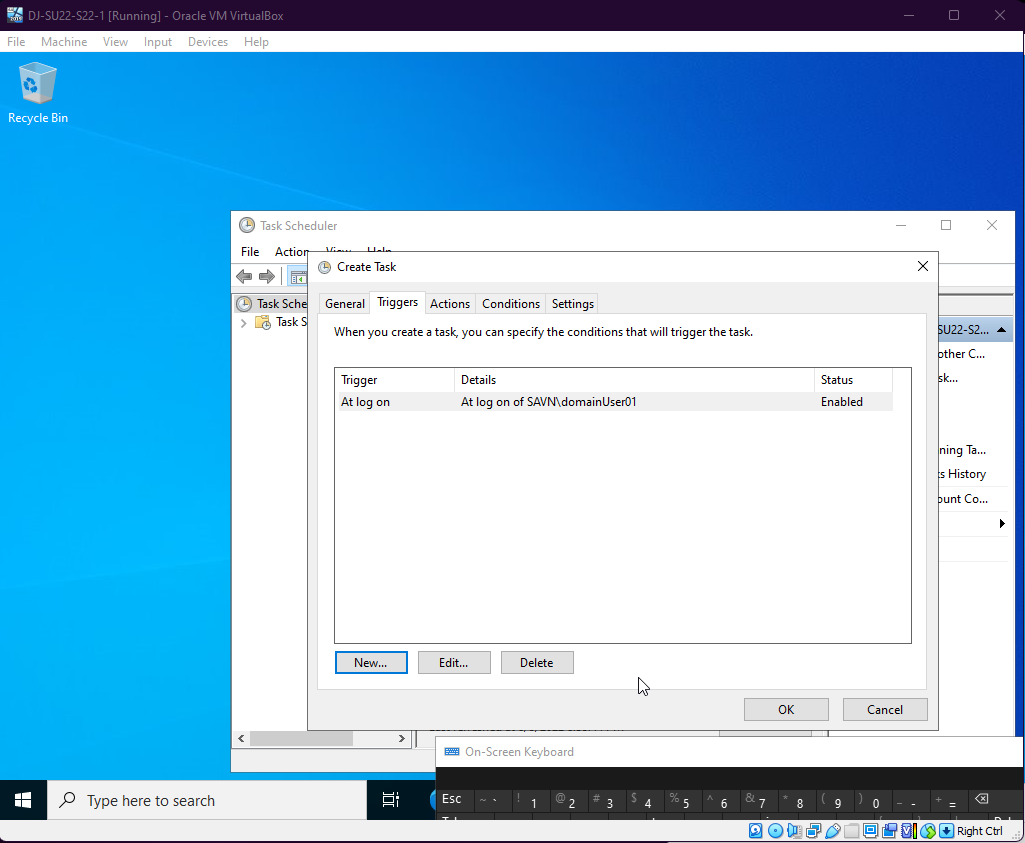 DJ-SU22-S22-1 [Running] - Oracle VM VirtualBox
File Machine View Input Devices Help
Recycle Bin
Task Scheduler
File Action View Help
Create Task
Task Sche
Task S
General Triggers Actions Conditions Settings
When you create a task, you can specify the conditions that will trigger the task.
Trigger Details Status
At log on At log on of SAVN\domainUser01 Enabled
SU22-S2...
other C...
sk...
ning Ta...
ts History
ount Co...
New... Edit... Delete
OK Cancel
On-Screen Keyboard
Esc ~ ` ! 1 @ 2 # 3 $ 4 % 5 ^ 6 & 7 * 8 ( 9 ) 0 _ - + =
Type here to search
Right Ctrl